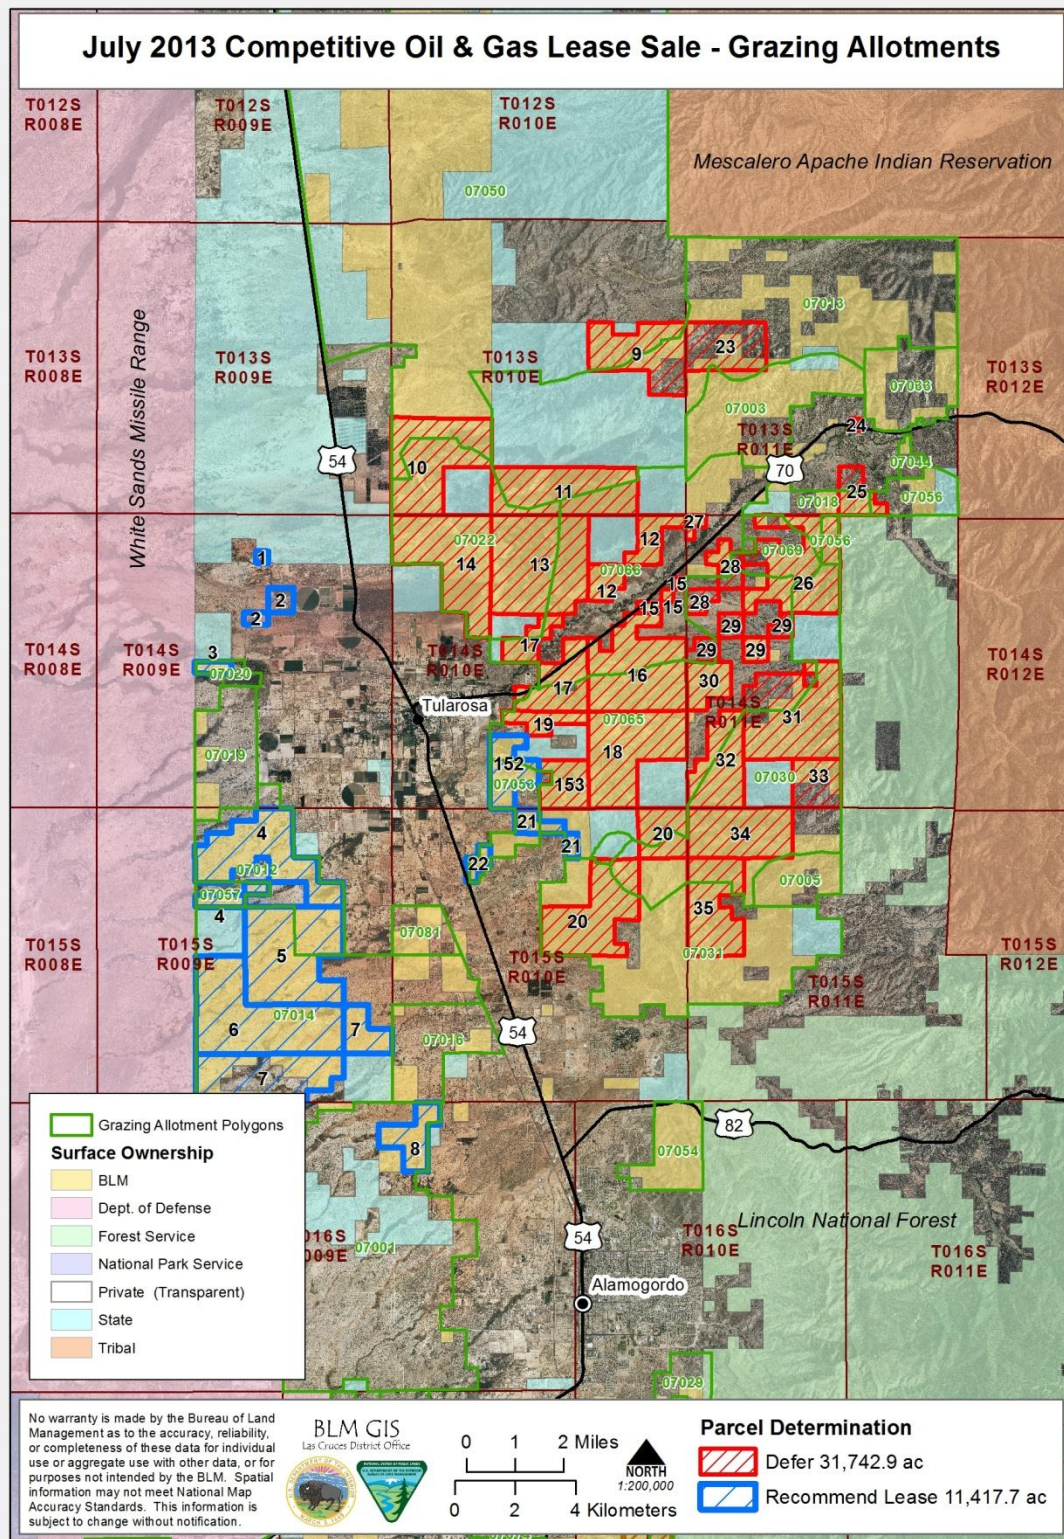 July 2013 Competitive Oil & Gas Lease Sale - Grazing Allotments
T012S
R008E
T012S
R009E
T012S
R010E
Mescalero Apache Indian Reservation
07050
White Sands Missile Range
T013S
R008E
T013S
R009E
T013S
R010E
9
23
07013
T013S
R012E
07033
07003
T013S
R011E
24
54
70
07044
10
11
07018
25
07056
27
12
07022
07066
07069
07056
14
13
28
26
1
12
15
2
15
15
28
2
29
29
17
3
T014S
R008E
T014S
R009E
T014S
R010E
29
29
T014S
R012E
07020
16
30
17
Tularosa
T014S
R011E
31
07019
19
07065
18
152
32
07053
153
07030
33
21
4
20
34
21
22
07012
07005
07057
4
20
35
07081
T015S
R008E
T015S
R009E
5
T015S
R010E
07031
T015S
R011E
T015S
R012E
07014
6
7
07016
54
7
8
82
07054
016S
009E
07001
54
T016S
R010E
Lincoln National Forest
T016S
R011E
Alamogordo
07029
Grazing Allotment Polygons
Surface Ownership
BLM
Dept. of Defense
Forest Service
National Park Service
Private (Transparent)
State
Tribal
No warranty is made by the Bureau of Land
Management as to the accuracy, reliability,
or completeness of these data for individual
use or aggregate use with other data, or for
purposes not intended by the BLM. Spatial
information may not meet National Map
Accuracy Standards. This information is
subject to change without notification.
BLM GIS
Las Cruces District Office
0 1 2 Miles
0 2 4 Kilometers
NORTH
1:200,000
Parcel Determination
Defer 31,742.9 ac
Recommend Lease 11,417.7 ac